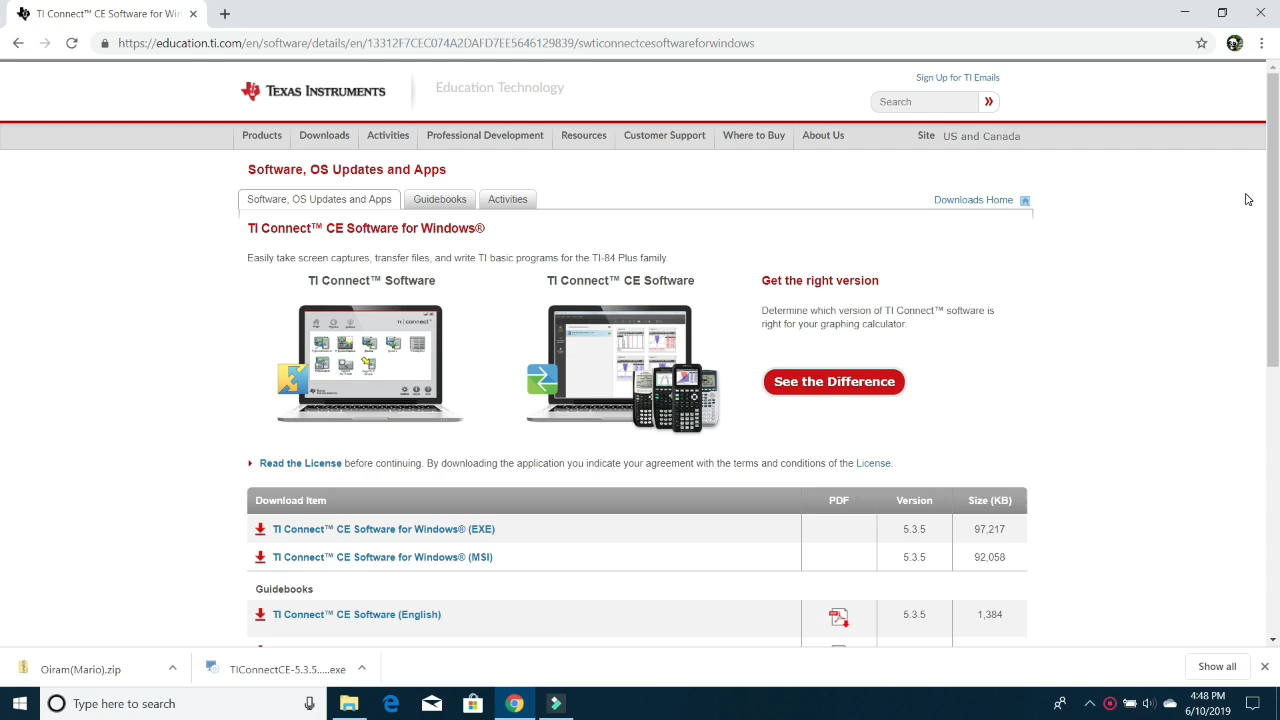 TI Connect™ CE Software for Win
https://education.ti.com/en/software/details/en/13312F7CEC074A2DAFD7EE5646129839/swticonnectcesoftwareforwindows
Sign Up for TI Emails
TEXAS INSTRUMENTS
Education Technology
Search
Products Downloads Activities Professional Development Resources Customer Support Where to Buy About Us Site US and Canada
Software, OS Updates and Apps
Software, OS Updates and Apps Guidebooks Activities Downloads Home
TI Connect™ CE Software for Windows®
Easily take screen captures, transfer files, and write TI basic programs for the TI-84 Plus family.
TI Connect™ Software TI Connect™ CE Software Get the right version
Determine which version of TI Connect™ software is
right for your graphing calculator.
See the Difference
Read the License before continuing. By downloading the application you indicate your agreement with the terms and conditions of the License.
Download Item PDF Version Size (KB)
TI Connect™ CE Software for Windows® (EXE) 5.3.5 97,217
TI Connect™ CE Software for Windows® (MSI) 5.3.5 92,058
Guidebooks
TI Connect™ CE Software (English) 5.3.5 1,384
Oiram(Mario).zip TIConnectCE-5.3.5.....exe Show all
Type here to search
4:48 PM
6/10/2019